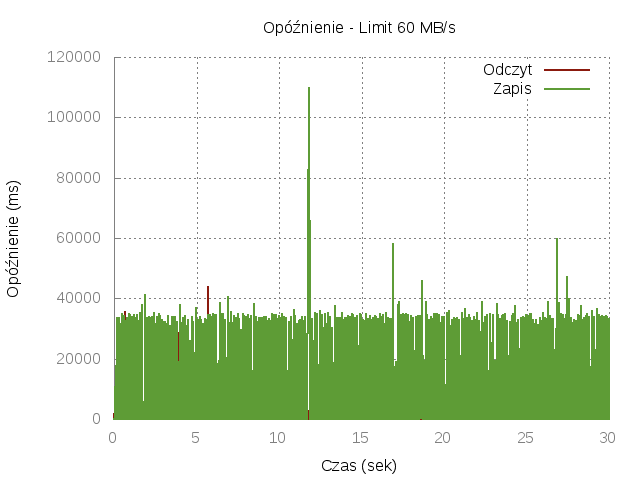 Opóźnienie - Limit 60 MB/s
Odczyt
Zapis
120000
100000
80000
60000
40000
20000
0
Opóźnienie (ms)
0 5 10 15 20 25 30
Czas (sek)